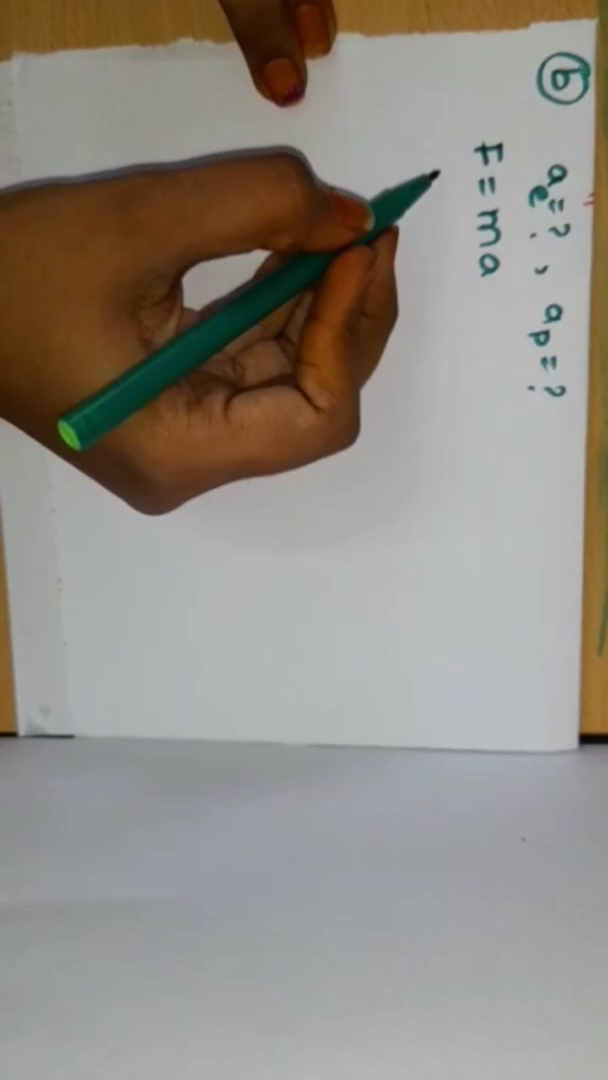 (b) ae = ? , ap = ?
F = ma